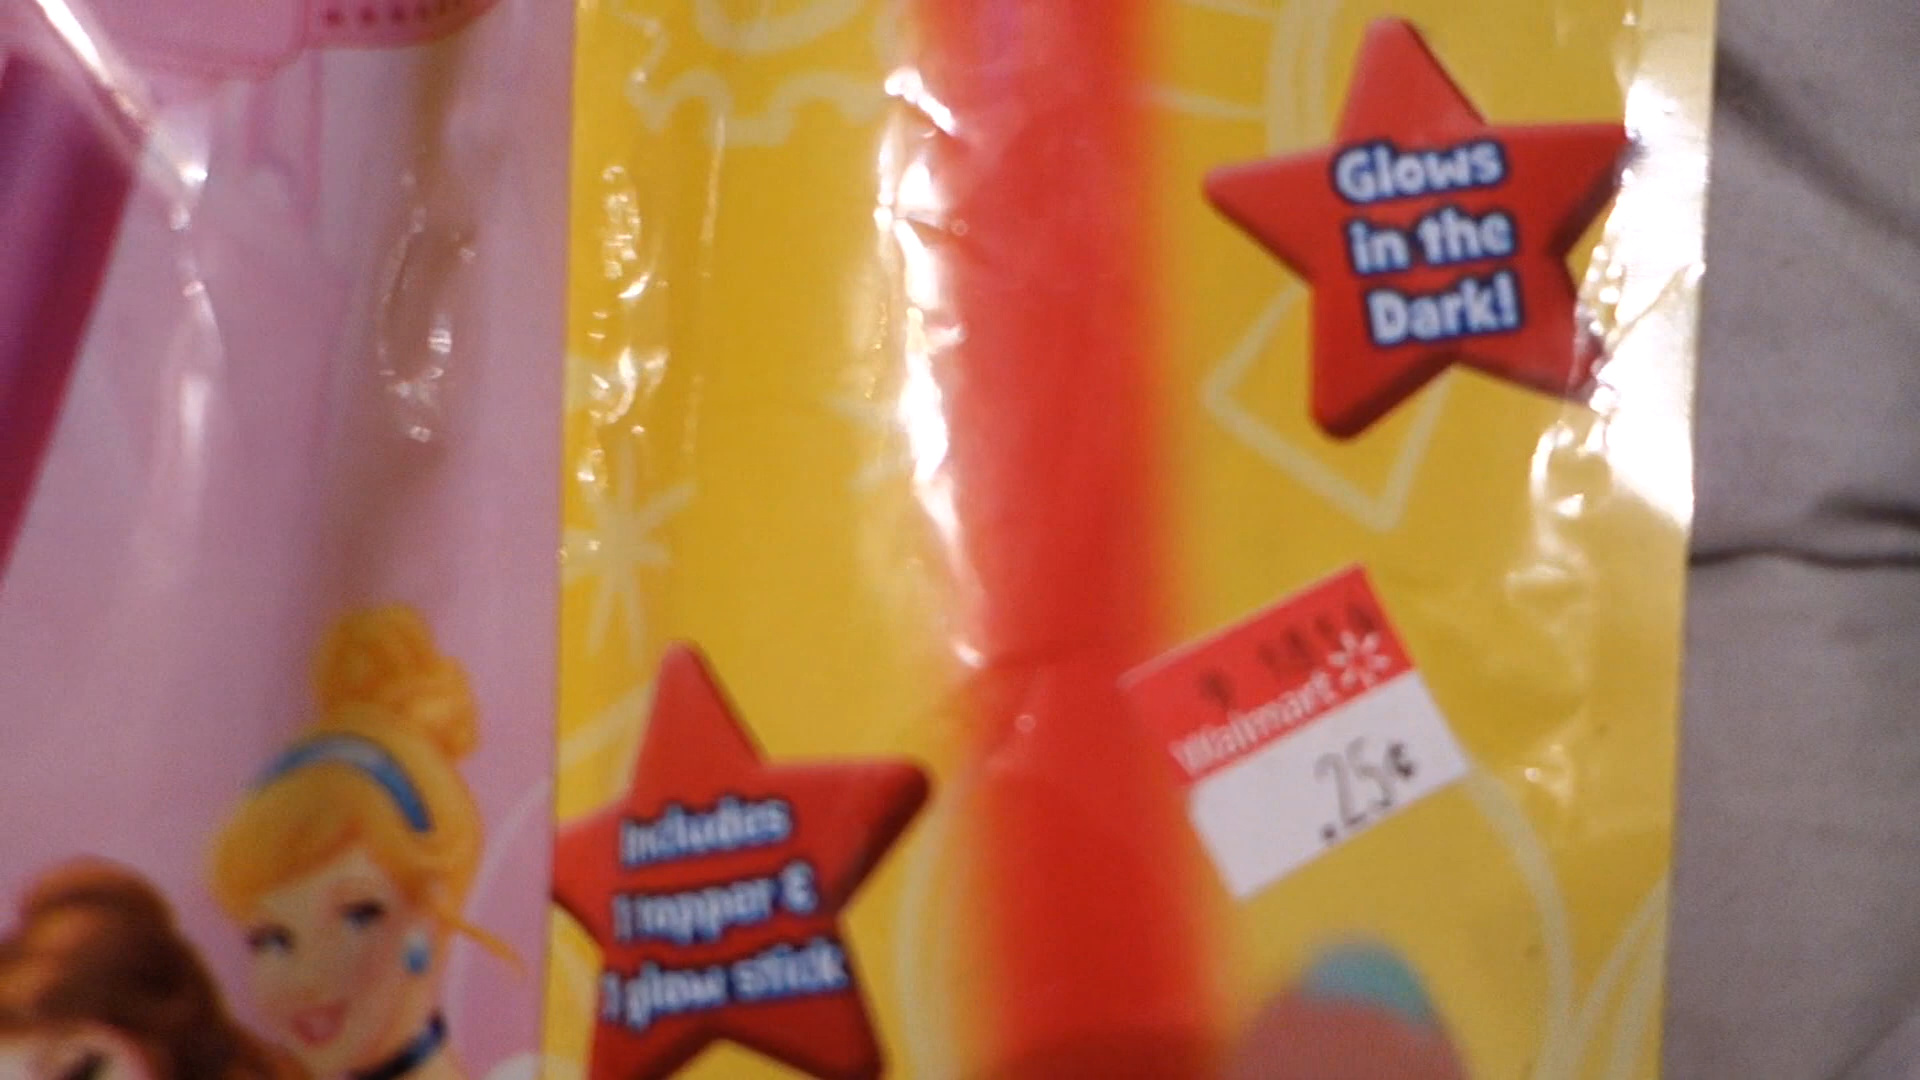 Glows
in the
Dark!
Walmart
.25¢
Includes
1 topper &
1 glow stick